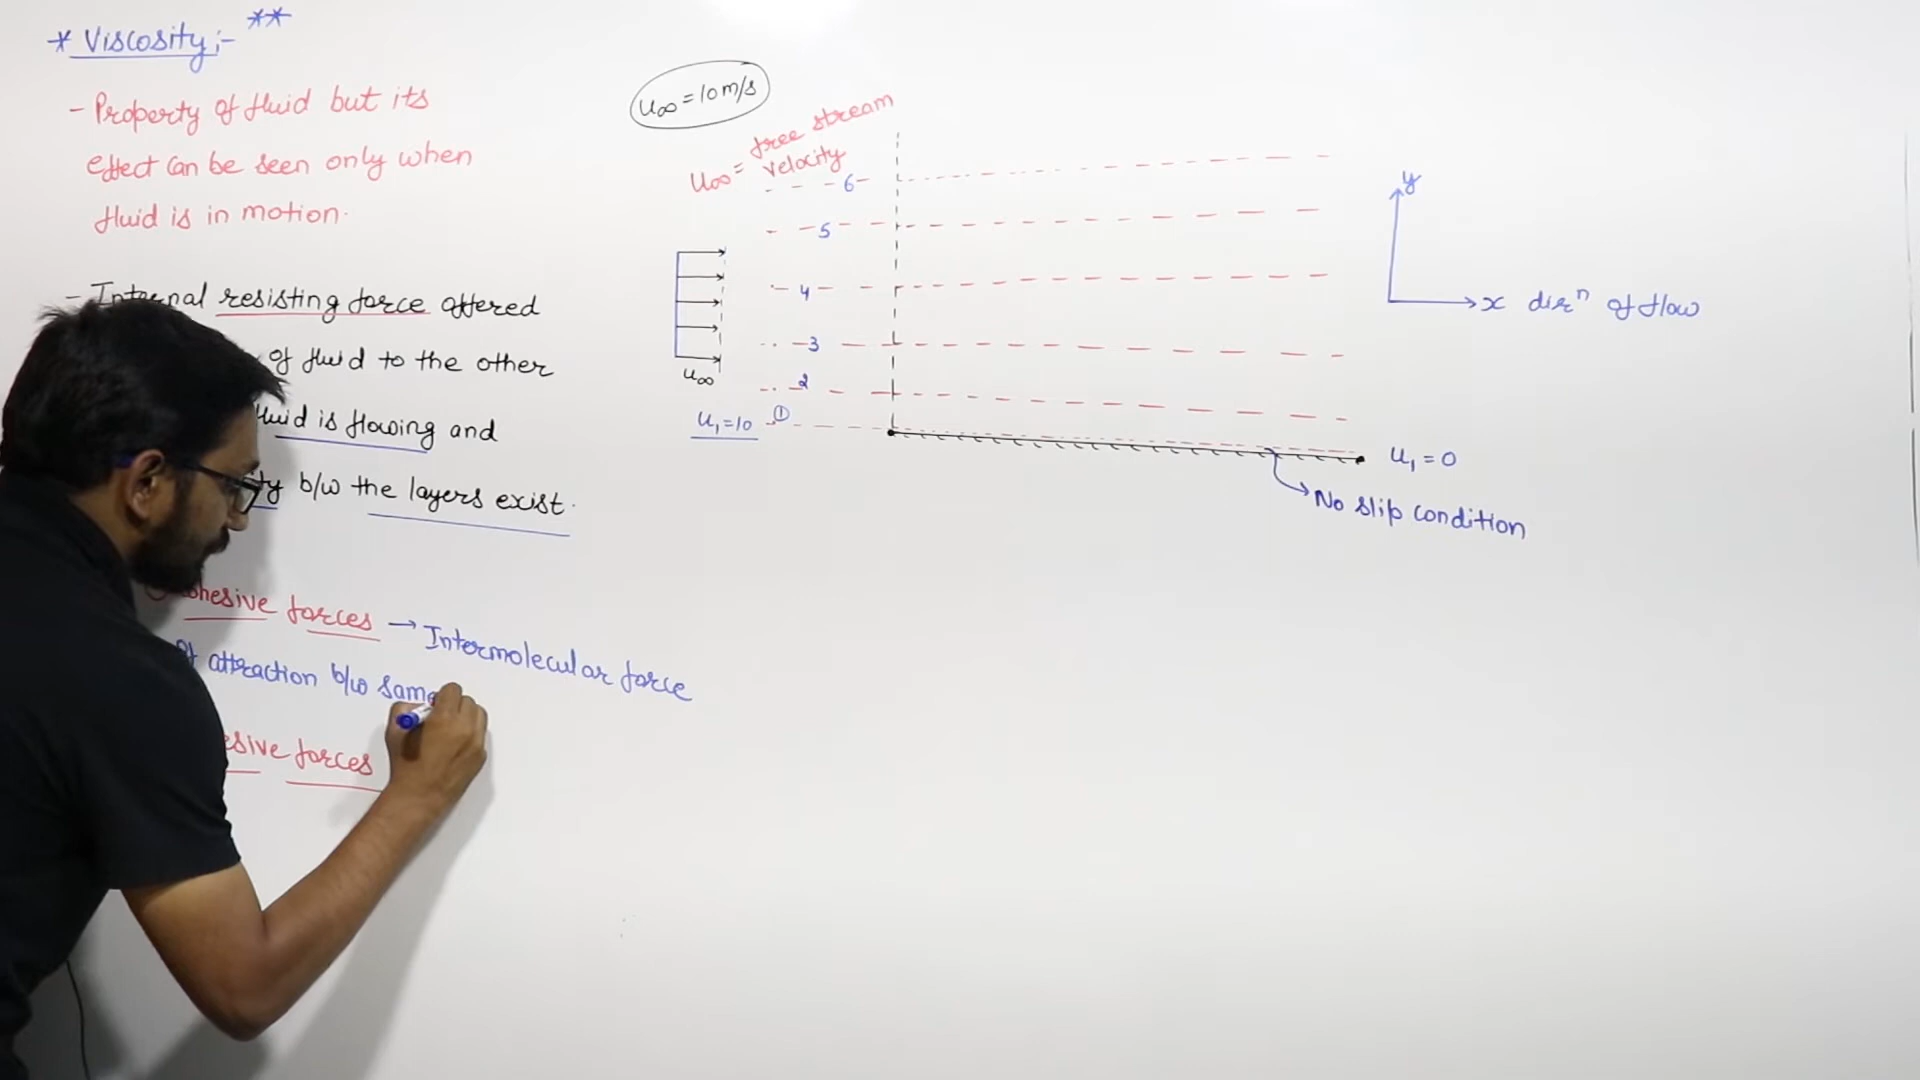 * Viscosity :- **
- Property of fluid but its
effect can be seen only when
fluid is in motion.
- Internal resisting force offered
of fluid to the other
fluid is flowing and
b/w the layers exist.
forces → Intermolecular force
of attraction b/w same
forces
u∞ = 10 m/s
u∞ = free stream
velocity
6
5
4
3
2
u∞
u₁ = 10 ①
u₁ = 0
No slip condition
y
x dirⁿ of flow